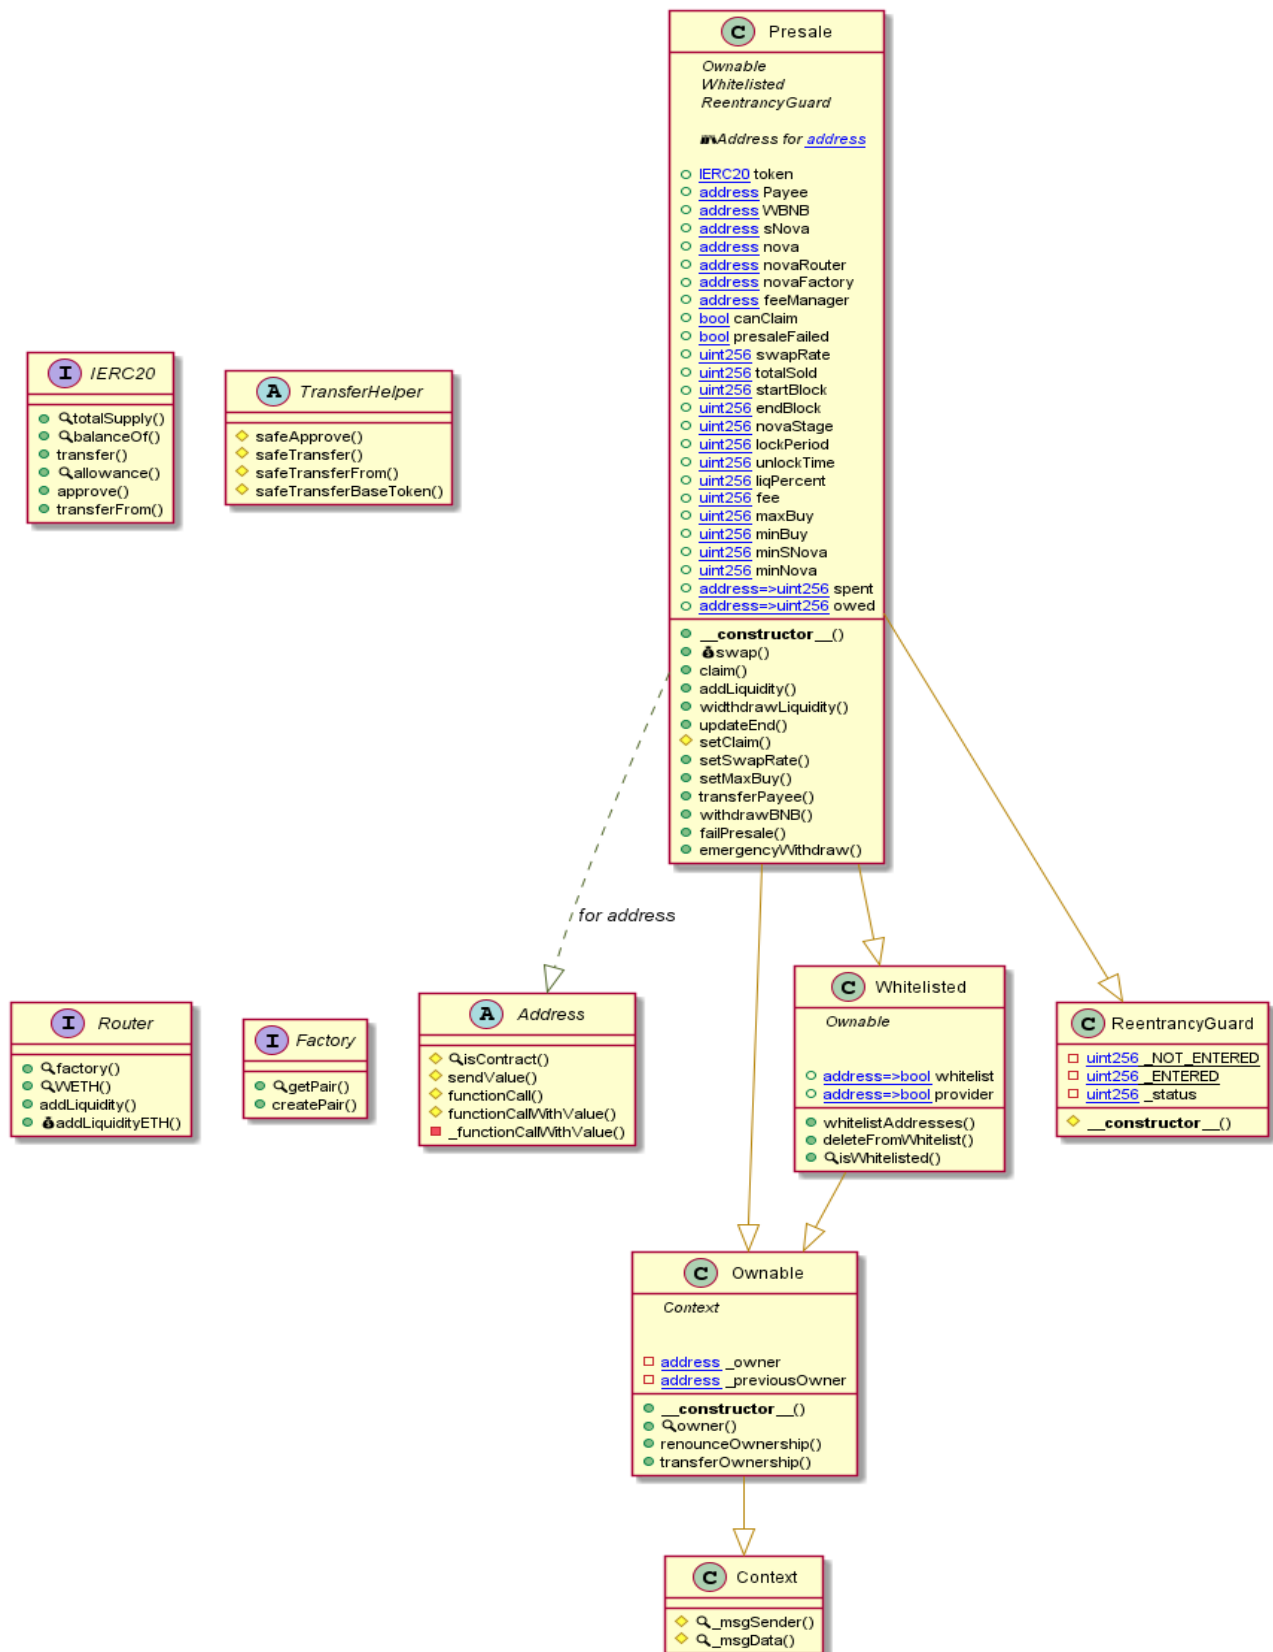 C Presale
Ownable
Whitelisted
ReentrancyGuard
Address for address
IERC20 token
address Payee
address WBNB
address sNova
address nova
address novaRouter
address novaFactory
address feeManager
bool canClaim
bool presaleFailed
uint256 swapRate
uint256 totalSold
uint256 startBlock
uint256 endBlock
uint256 novaStage
uint256 lockPeriod
uint256 unlockTime
uint256 liqPercent
uint256 fee
uint256 maxBuy
uint256 minBuy
uint256 minSNova
uint256 minNova
address=>uint256 spent
address=>uint256 owed
__constructor__()
swap()
claim()
addLiquidity()
widthdrawLiquidity()
updateEnd()
setClaim()
setSwapRate()
setMaxBuy()
transferPayee()
withdrawBNB()
failPresale()
emergencyWithdraw()
I IERC20
totalSupply()
balanceOf()
transfer()
allowance()
approve()
transferFrom()
A TransferHelper
safeApprove()
safeTransfer()
safeTransferFrom()
safeTransferBaseToken()
for address
I Router
factory()
WETH()
addLiquidity()
addLiquidityETH()
I Factory
getPair()
createPair()
A Address
isContract()
sendValue()
functionCall()
functionCallWithValue()
_functionCallWithValue()
C Whitelisted
Ownable
address=>bool whitelist
address=>bool provider
whitelistAddresses()
deleteFromWhitelist()
isWhitelisted()
C ReentrancyGuard
uint256 _NOT_ENTERED
uint256 _ENTERED
uint256 _status
__constructor__()
C Ownable
Context
address _owner
address _previousOwner
__constructor__()
owner()
renounceOwnership()
transferOwnership()
C Context
_msgSender()
_msgData()